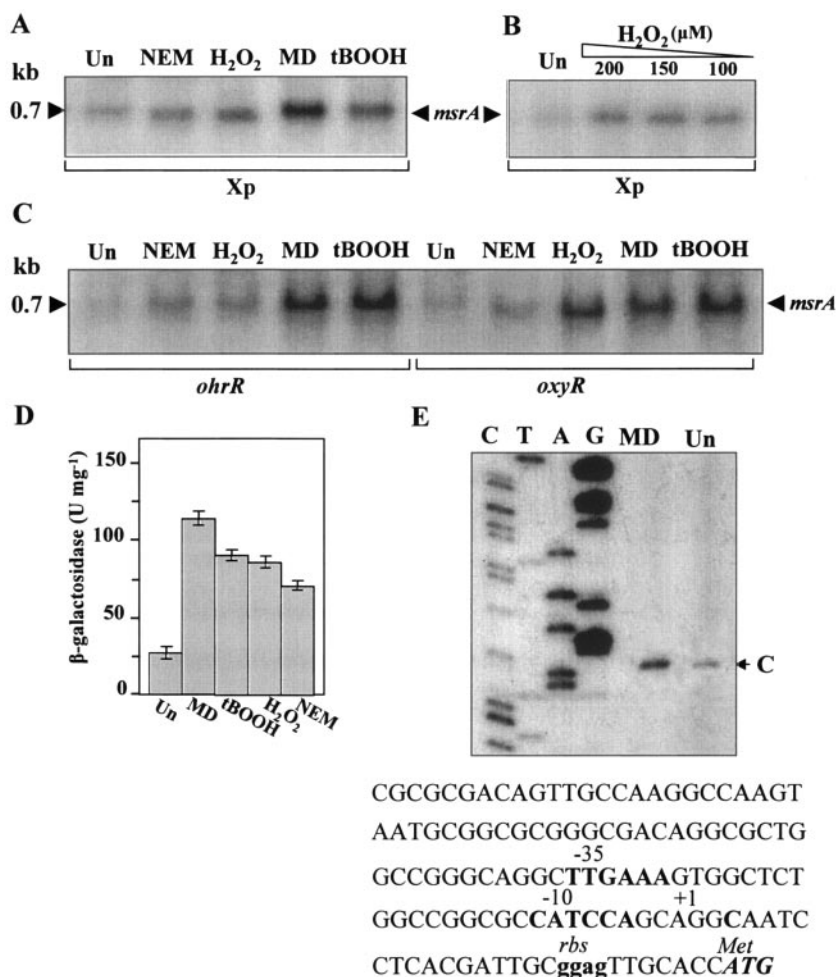 A
Un NEM H₂O₂ MD tBOOH
kb
0.7
msrA
Xp
B
H₂O₂ (μM)
Un 200 150 100
Xp
C
Un NEM H₂O₂ MD tBOOH Un NEM H₂O₂ MD tBOOH
kb
0.7
msrA
ohrR oxyR
D
β-galactosidase (U mg⁻¹)
150
100
50
0
Un MD tBOOH H₂O₂ NEM
E
C T A G MD Un
C
CGCGCGACAGTTGCCAAGGCCAAGT
AATGCGGCGCGGGCGACAGGCGCTG
-35
GCCGGGCAGGCTTGAAAGTGGCTCT
-10 +1
GGCCGGCGCCATCCAGCAGGCAATC
rbs Met
CTCACGATTGCggagTTGCACCATG